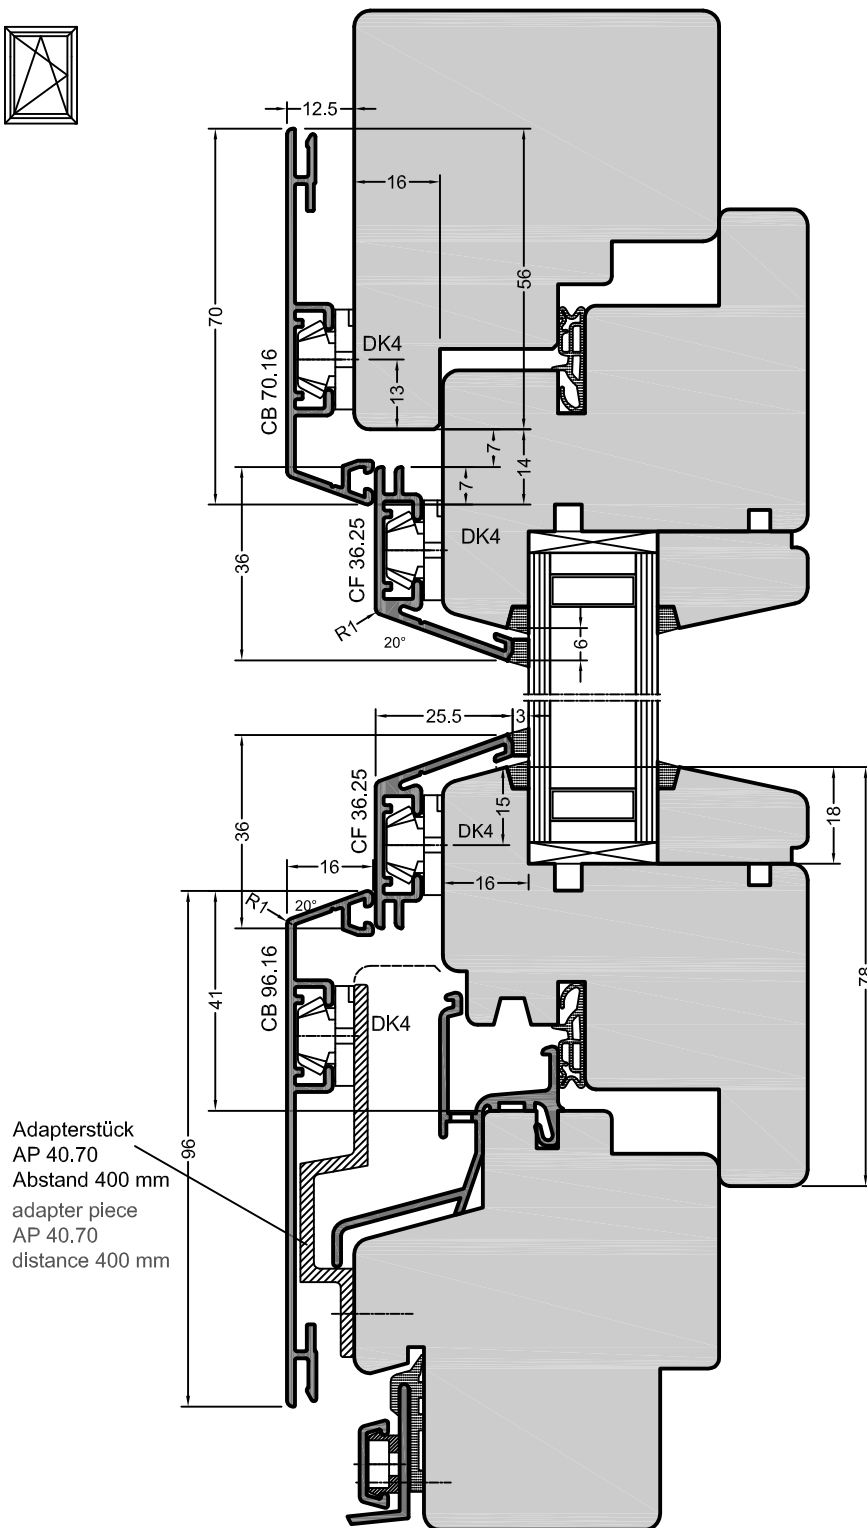 12.5
16
56
70
DK4
CB 70.16
13
7
14
7
DK4
CF 36.25
36
R1
20°
6
25.5
3
CF 36.25
36
15
DK4
18
16
16
R1
20°
CB 96.16
41
DK4
78
96
Adapterstück
AP 40.70
Abstand 400 mm
adapter piece
AP 40.70
distance 400 mm